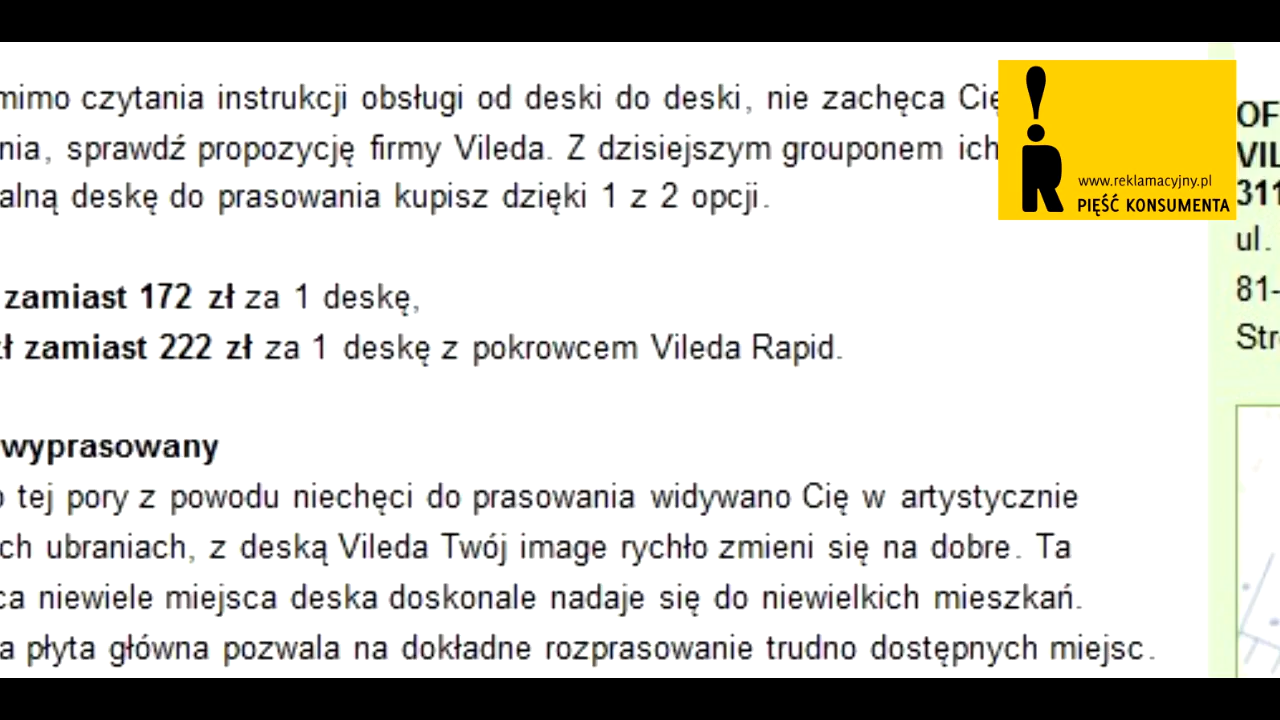 mimo czytania instrukcji obsługi od deski do deski, nie zachęca Cię
nia, sprawdź propozycję firmy Vileda. Z dzisiejszym grouponem ich
alną deskę do prasowania kupisz dzięki 1 z 2 opcji.
zamiast 172 zł za 1 deskę,
zł zamiast 222 zł za 1 deskę z pokrowcem Vileda Rapid.
wyprasowany
o tej pory z powodu niechęci do prasowania widywano Cię w artystycznie
ch ubraniach, z deską Vileda Twój image rychło zmieni się na dobre. Ta
ca niewiele miejsca deska doskonale nadaje się do niewielkich mieszkań.
a płyta główna pozwala na dokładne rozprasowanie trudno dostępnych miejsc.
www.reklamacyjny.pl
PIĘŚĆ KONSUMENTA
OF
VIL
311
ul.
81-
Str